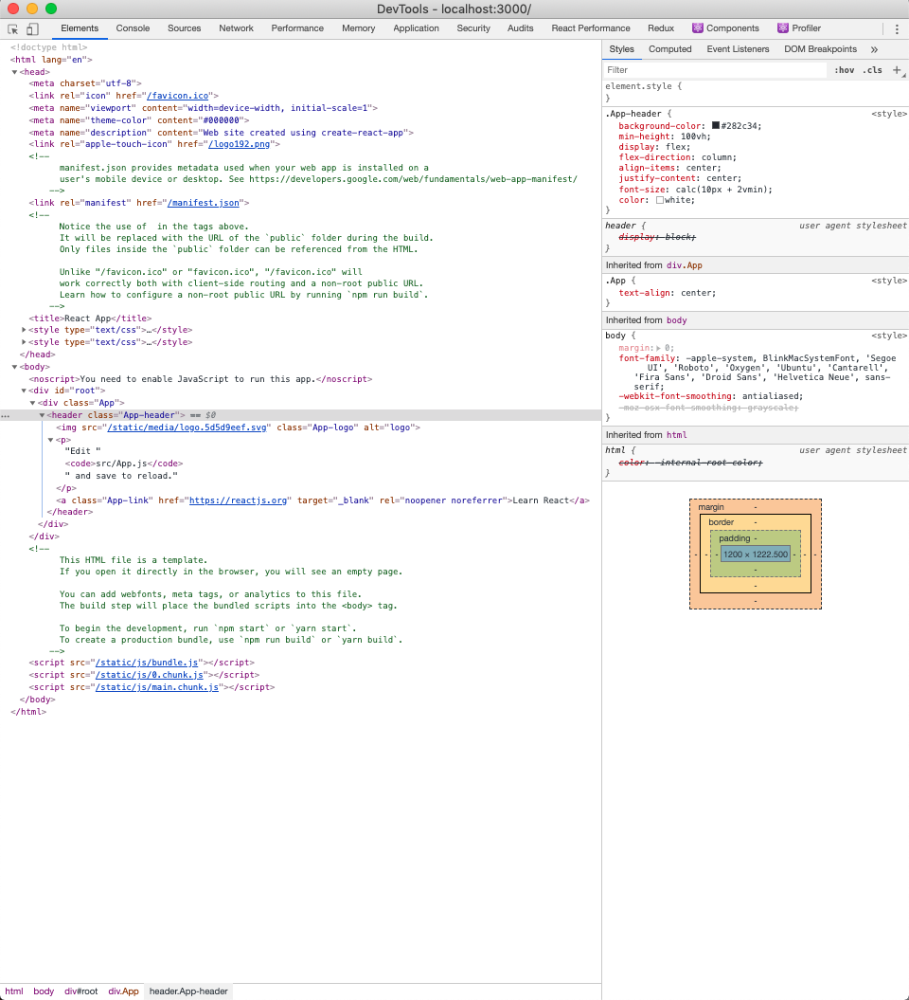 DevTools - localhost:3000/
Elements Console Sources Network Performance Memory Application Security Audits React Performance Redux Components Profiler
<!doctype html>
<html lang="en">
<head>
<meta charset="utf-8">
<link rel="icon" href="/favicon.ico">
<meta name="viewport" content="width=device-width, initial-scale=1">
<meta name="theme-color" content="#000000">
<meta name="description" content="Web site created using create-react-app">
<link rel="apple-touch-icon" href="/logo192.png">
<!--
manifest.json provides metadata used when your web app is installed on a
user's mobile device or desktop. See https://developers.google.com/web/fundamentals/web-app-manifest/
-->
<link rel="manifest" href="/manifest.json">
<!--
Notice the use of  in the tags above.
It will be replaced with the URL of the `public` folder during the build.
Only files inside the `public` folder can be referenced from the HTML.
Unlike "/favicon.ico" or "favicon.ico", "/favicon.ico" will
work correctly both with client-side routing and a non-root public URL.
Learn how to configure a non-root public URL by running `npm run build`.
-->
<title>React App</title>
<style type="text/css">…</style>
<style type="text/css">…</style>
</head>
<body>
<noscript>You need to enable JavaScript to run this app.</noscript>
<div id="root">
<div class="App">
<header class="App-header"> == $0
<img src="/static/media/logo.5d5d9eef.svg" class="App-logo" alt="logo">
<p>
"Edit "
<code>src/App.js</code>
" and save to reload."
</p>
<a class="App-link" href="https://reactjs.org" target="_blank" rel="noopener noreferrer">Learn React</a>
</header>
</div>
</div>
<!--
This HTML file is a template.
If you open it directly in the browser, you will see an empty page.
You can add webfonts, meta tags, or analytics to this file.
The build step will place the bundled scripts into the <body> tag.
To begin the development, run `npm start` or `yarn start`.
To create a production bundle, use `npm run build` or `yarn build`.
-->
<script src="/static/js/bundle.js"></script>
<script src="/static/js/0.chunk.js"></script>
<script src="/static/js/main.chunk.js"></script>
</body>
</html>
html body div#root div.App header.App-header
Styles Computed Event Listeners DOM Breakpoints »
Filter :hov .cls +
element.style {
}
.App-header { <style>
background-color: #282c34;
min-height: 100vh;
display: flex;
flex-direction: column;
align-items: center;
justify-content: center;
font-size: calc(10px + 2vmin);
color: white;
}
header { user agent stylesheet
display: block;
}
Inherited from div.App
.App { <style>
text-align: center;
}
Inherited from body
body { <style>
margin: 0;
font-family: -apple-system, BlinkMacSystemFont, 'Segoe
UI', 'Roboto', 'Oxygen', 'Ubuntu', 'Cantarell',
'Fira Sans', 'Droid Sans', 'Helvetica Neue', sans-
serif;
-webkit-font-smoothing: antialiased;
-moz-osx-font-smoothing: grayscale;
}
Inherited from html
html { user agent stylesheet
color: -internal-root-color;
}
margin -
border -
padding -
- - - 1200 × 1222.500 - - -
-
-
-